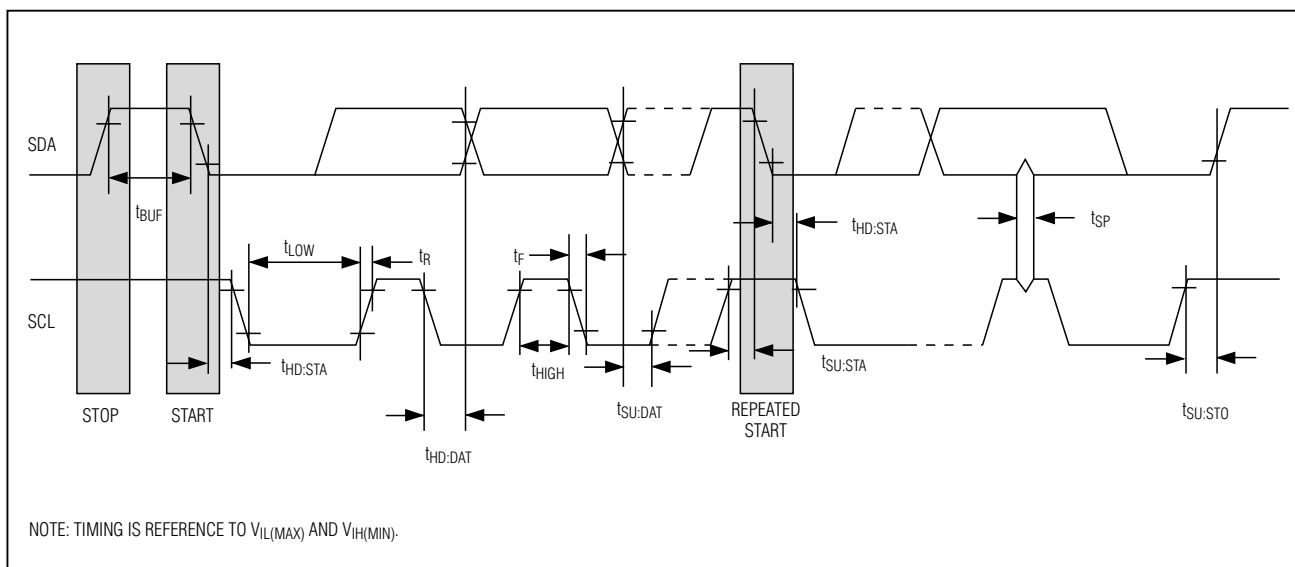 SDA
tBUF
tLOW
tR
tF
tHD:STA
tSP
SCL
tHD:STA
tHIGH
tSU:STA
STOP
START
tSU:DAT
REPEATED
START
tSU:STO
tHD:DAT
NOTE: TIMING IS REFERENCE TO VIL(MAX) AND VIH(MIN).